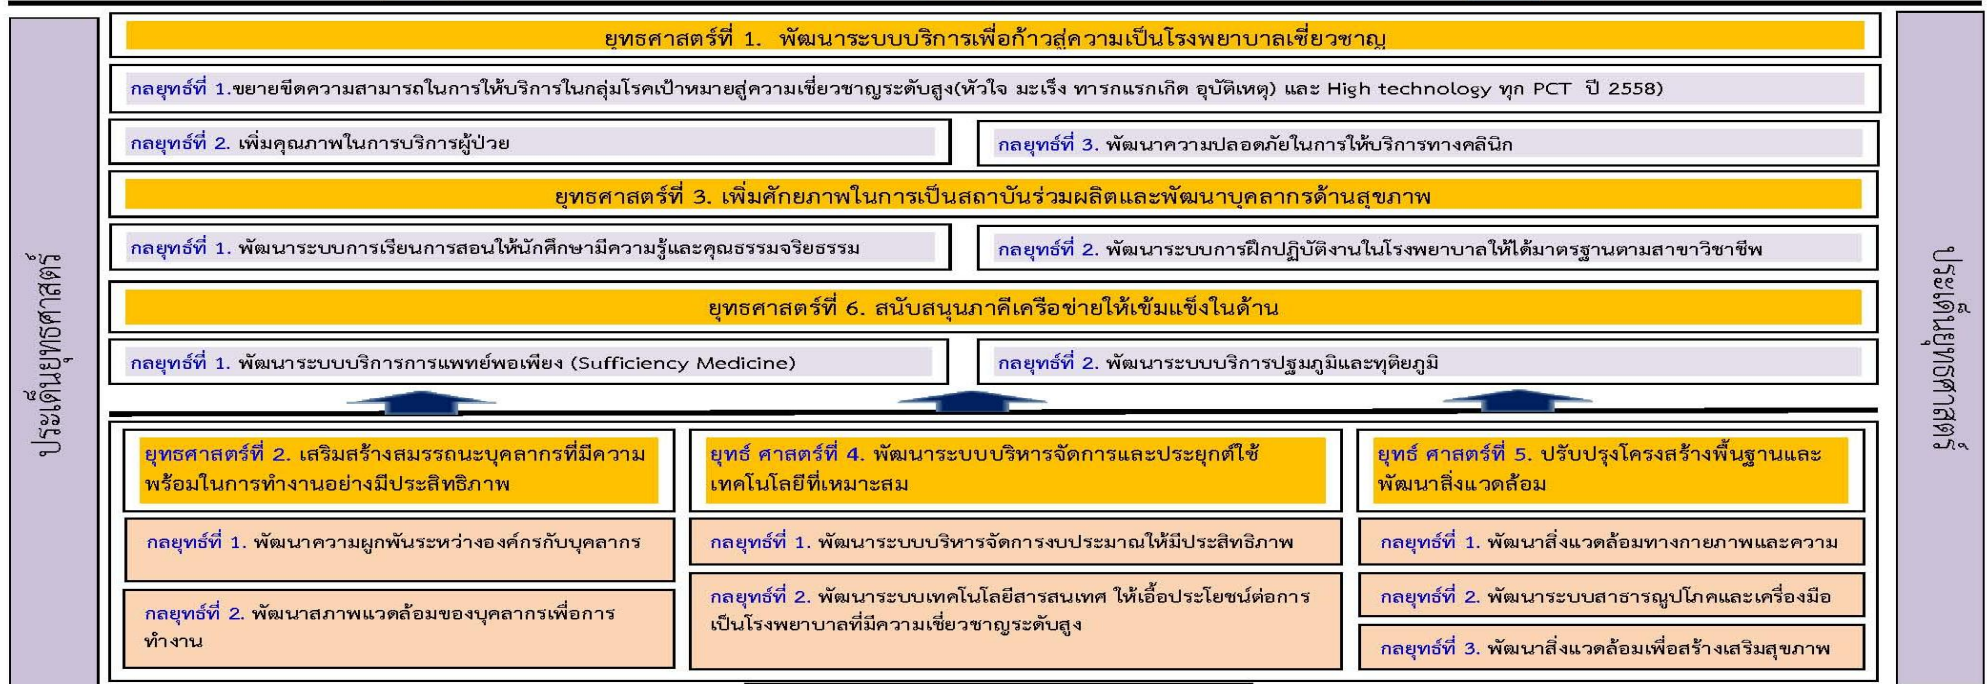 ประเด็นยุทธศาสตร์
ยุทธศาสตร์ที่ 1. พัฒนาระบบบริการเพื่อก้าวสู่ความเป็นโรงพยาบาลเชี่ยวชาญ
กลยุทธ์ที่ 1.ขยายขีดความสามารถในการให้บริการในกลุ่มโรคเป้าหมายสู่ความเชี่ยวชาญระดับสูง(หัวใจ มะเร็ง ทารกแรกเกิด อุบัติเหตุ) และ High technology ทุก PCT ปี 2558)
กลยุทธ์ที่ 2. เพิ่มคุณภาพในการบริการผู้ป่วย
กลยุทธ์ที่ 3. พัฒนาความปลอดภัยในการให้บริการทางคลินิก
ยุทธศาสตร์ที่ 3. เพิ่มศักยภาพในการเป็นสถาบันร่วมผลิตและพัฒนาบุคลากรด้านสุขภาพ
กลยุทธ์ที่ 1. พัฒนาระบบการเรียนการสอนให้นักศึกษามีความรู้และคุณธรรมจริยธรรม
กลยุทธ์ที่ 2. พัฒนาระบบการฝึกปฏิบัติงานในโรงพยาบาลให้ได้มาตรฐานตามสาขาวิชาชีพ
ยุทธศาสตร์ที่ 6. สนับสนุนภาคีเครือข่ายให้เข้มแข็งในด้าน
กลยุทธ์ที่ 1. พัฒนาระบบบริการการแพทย์พอเพียง (Sufficiency Medicine)
กลยุทธ์ที่ 2. พัฒนาระบบบริการปฐมภูมิและทุติยภูมิ
ยุทธศาสตร์ที่ 2. เสริมสร้างสมรรถนะบุคลากรที่มีความ
พร้อมในการทำงานอย่างมีประสิทธิภาพ
กลยุทธ์ที่ 1. พัฒนาความผูกพันระหว่างองค์กรกับบุคลากร
กลยุทธ์ที่ 2. พัฒนาสภาพแวดล้อมของบุคลากรเพื่อการ
ทำงาน
ยุทธ์ ศาสตร์ที่ 4. พัฒนาระบบบริหารจัดการและประยุกต์ใช้
เทคโนโลยีที่เหมาะสม
กลยุทธ์ที่ 1. พัฒนาระบบบริหารจัดการงบประมาณให้มีประสิทธิภาพ
กลยุทธ์ที่ 2. พัฒนาระบบเทคโนโลยีสารสนเทศ ให้เอื้อประโยชน์ต่อการ
เป็นโรงพยาบาลที่มีความเชี่ยวชาญระดับสูง
ยุทธ์ ศาสตร์ที่ 5. ปรับปรุงโครงสร้างพื้นฐานและ
พัฒนาสิ่งแวดล้อม
กลยุทธ์ที่ 1. พัฒนาสิ่งแวดล้อมทางกายภาพและความ
กลยุทธ์ที่ 2. พัฒนาระบบสาธารณูปโภคและเครื่องมือ
กลยุทธ์ที่ 3. พัฒนาสิ่งแวดล้อมเพื่อสร้างเสริมสุขภาพ
ประเด็นยุทธศาสตร์